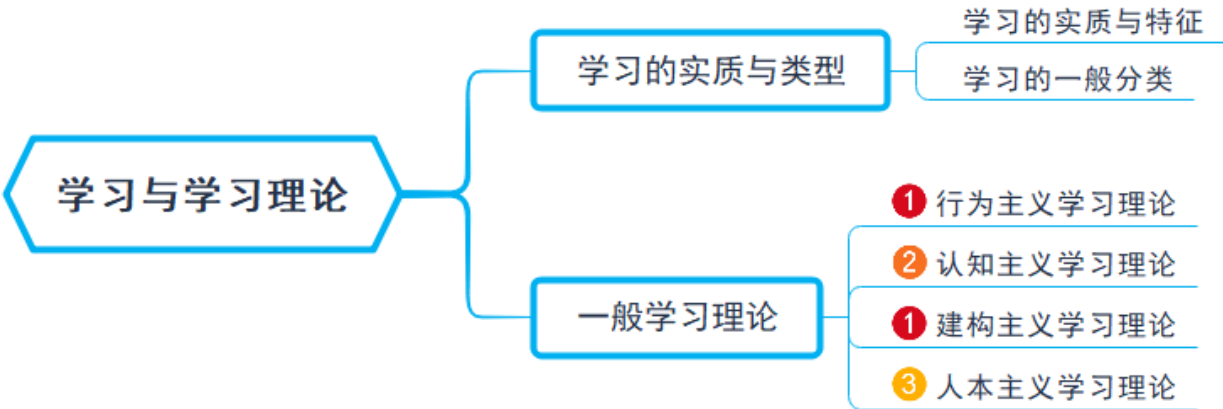 学习与学习理论
学习的实质与类型
学习的实质与特征
学习的一般分类
一般学习理论
1 行为主义学习理论
2 认知主义学习理论
1 建构主义学习理论
3 人本主义学习理论